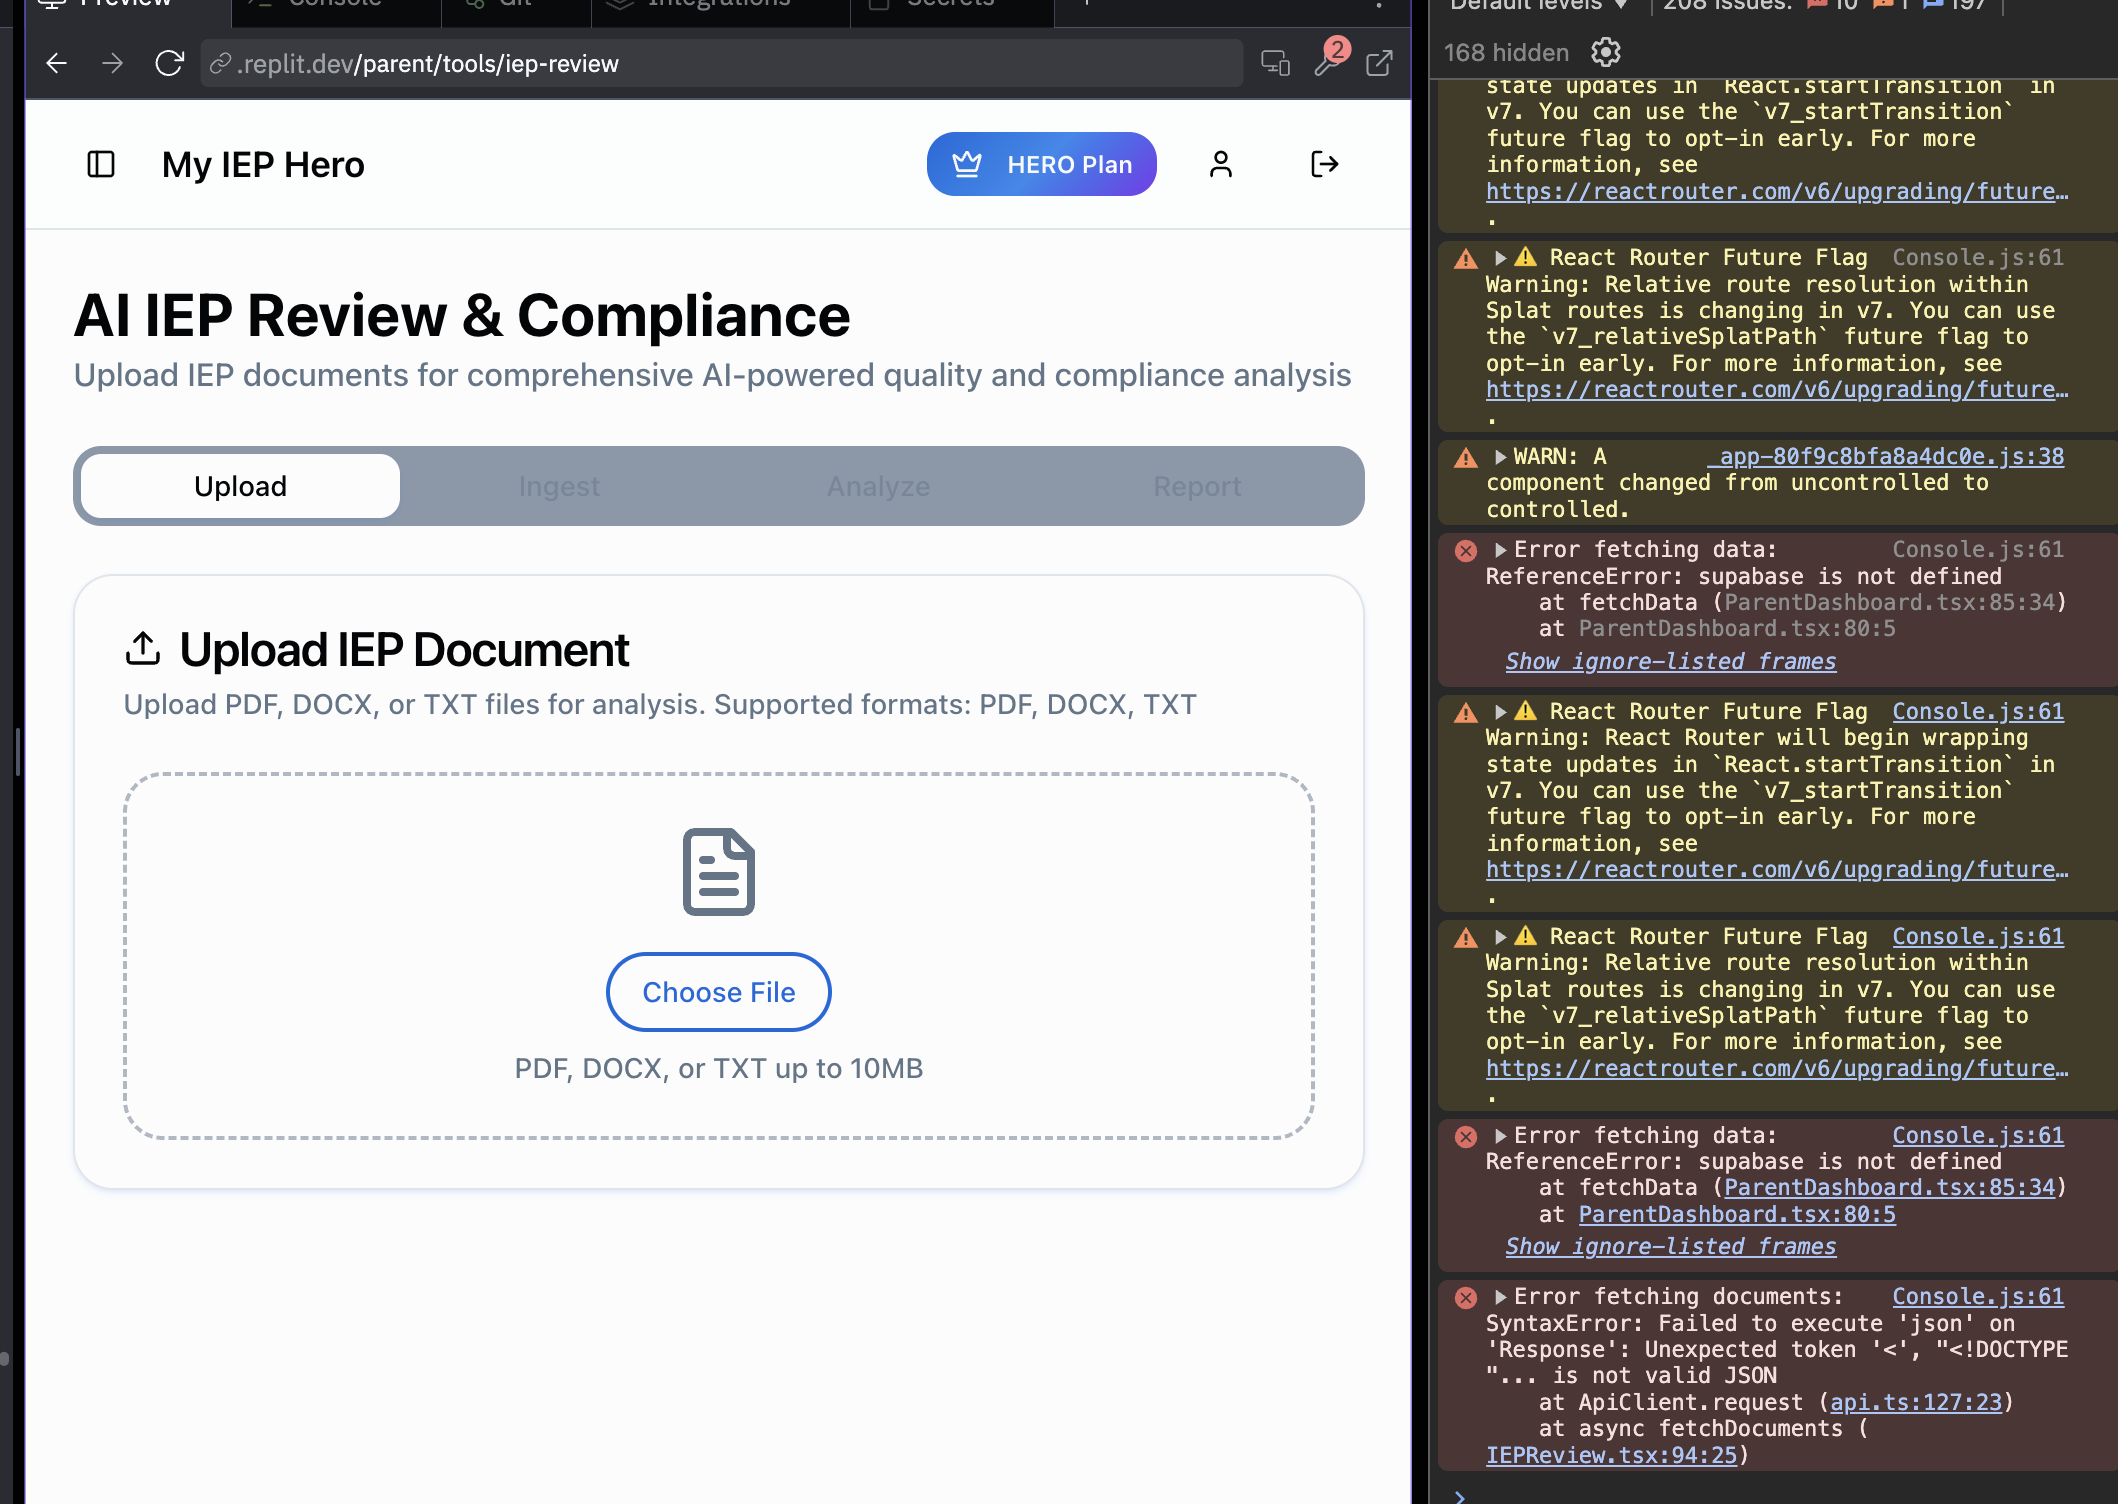 Preview
Console
Git
Integrations
Secrets
.replit.dev/parent/tools/iep-review
2
My IEP Hero
HERO Plan
AI IEP Review & Compliance
Upload IEP documents for comprehensive AI-powered quality and compliance analysis
Upload
Ingest
Analyze
Report
Upload IEP Document
Upload PDF, DOCX, or TXT files for analysis. Supported formats: PDF, DOCX, TXT
Choose File
PDF, DOCX, or TXT up to 10MB
Default levels ▼ 208 Issues: 10 1 197
168 hidden
state updates in `React.startTransition` in
v7. You can use the `v7_startTransition`
future flag to opt-in early. For more
information, see
https://reactrouter.com/v6/upgrading/future…
.
⚠️ React Router Future Flag Console.js:61
Warning: Relative route resolution within
Splat routes is changing in v7. You can use
the `v7_relativeSplatPath` future flag to
opt-in early. For more information, see
https://reactrouter.com/v6/upgrading/future…
.
WARN: A _app-80f9c8bfa8a4dc0e.js:38
component changed from uncontrolled to
controlled.
Error fetching data: Console.js:61
ReferenceError: supabase is not defined
at fetchData (ParentDashboard.tsx:85:34)
at ParentDashboard.tsx:80:5
Show ignore-listed frames
⚠️ React Router Future Flag Console.js:61
Warning: React Router will begin wrapping
state updates in `React.startTransition` in
v7. You can use the `v7_startTransition`
future flag to opt-in early. For more
information, see
https://reactrouter.com/v6/upgrading/future…
.
⚠️ React Router Future Flag Console.js:61
Warning: Relative route resolution within
Splat routes is changing in v7. You can use
the `v7_relativeSplatPath` future flag to
opt-in early. For more information, see
https://reactrouter.com/v6/upgrading/future…
.
Error fetching data: Console.js:61
ReferenceError: supabase is not defined
at fetchData (ParentDashboard.tsx:85:34)
at ParentDashboard.tsx:80:5
Show ignore-listed frames
Error fetching documents: Console.js:61
SyntaxError: Failed to execute 'json' on
'Response': Unexpected token '<', "<!DOCTYPE
"... is not valid JSON
at ApiClient.request (api.ts:127:23)
at async fetchDocuments (
IEPReview.tsx:94:25)